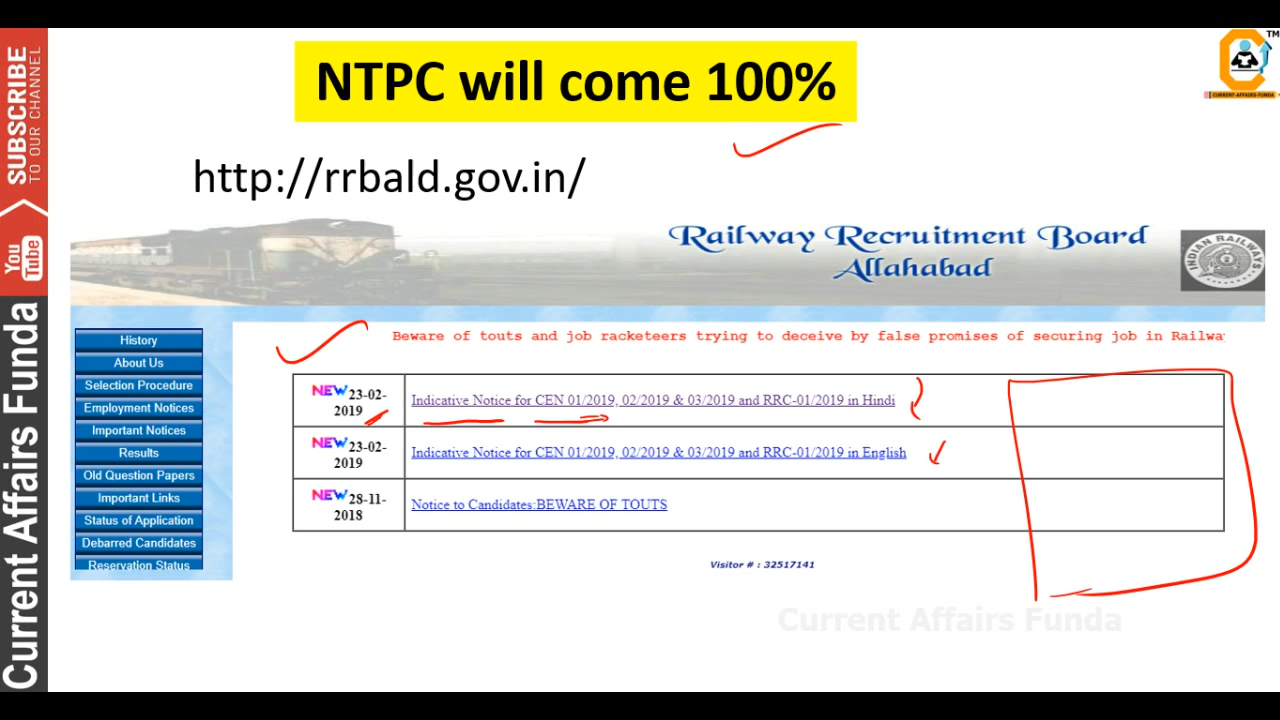 NTPC will come 100%
http://rrbald.gov.in/
TM
CURRENT-AFFAIRS-FUNDA
SUBSCRIBE
TO OUR CHANNEL
You
Tube
Current Affairs Funda
Railway Recruitment Board
Allahabad
INDIAN RAILWAYS
History
About Us
Selection Procedure
Employment Notices
Important Notices
Results
Old Question Papers
Important Links
Status of Application
Debarred Candidates
Reservation Status
Beware of touts and job racketeers trying to deceive by false promises of securing job in Railwa
NEW 23-02-
2019
Indicative Notice for CEN 01/2019, 02/2019 & 03/2019 and RRC-01/2019 in Hindi
NEW 23-02-
2019
Indicative Notice for CEN 01/2019, 02/2019 & 03/2019 and RRC-01/2019 in English
NEW 28-11-
2018
Notice to Candidates:BEWARE OF TOUTS
Visitor # : 32517141
Current Affairs Funda